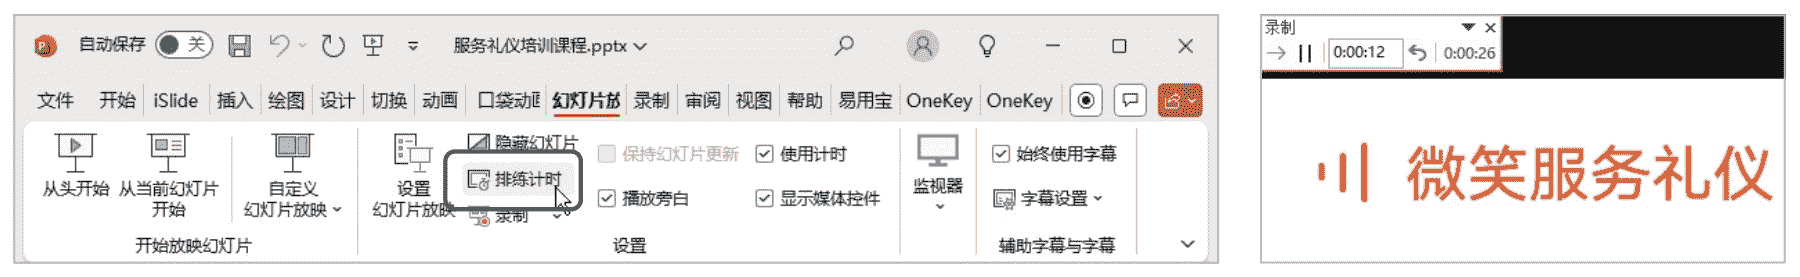 自动保存 关 服务礼仪培训课程.pptx
文件 开始 iSlide 插入 绘图 设计 切换 动画 口袋动画 幻灯片放 录制 审阅 视图 帮助 易用宝 OneKey OneKey
从头开始 从当前幻灯片
开始
自定义
幻灯片放映
开始放映幻灯片
设置
幻灯片放映
隐藏幻灯片
排练计时
录制
保持幻灯片更新
播放旁白
使用计时
显示媒体控件
设置
监视器
始终使用字幕
字幕设置
辅助字幕与字幕
录制
0:00:12 0:00:26
微笑服务礼仪